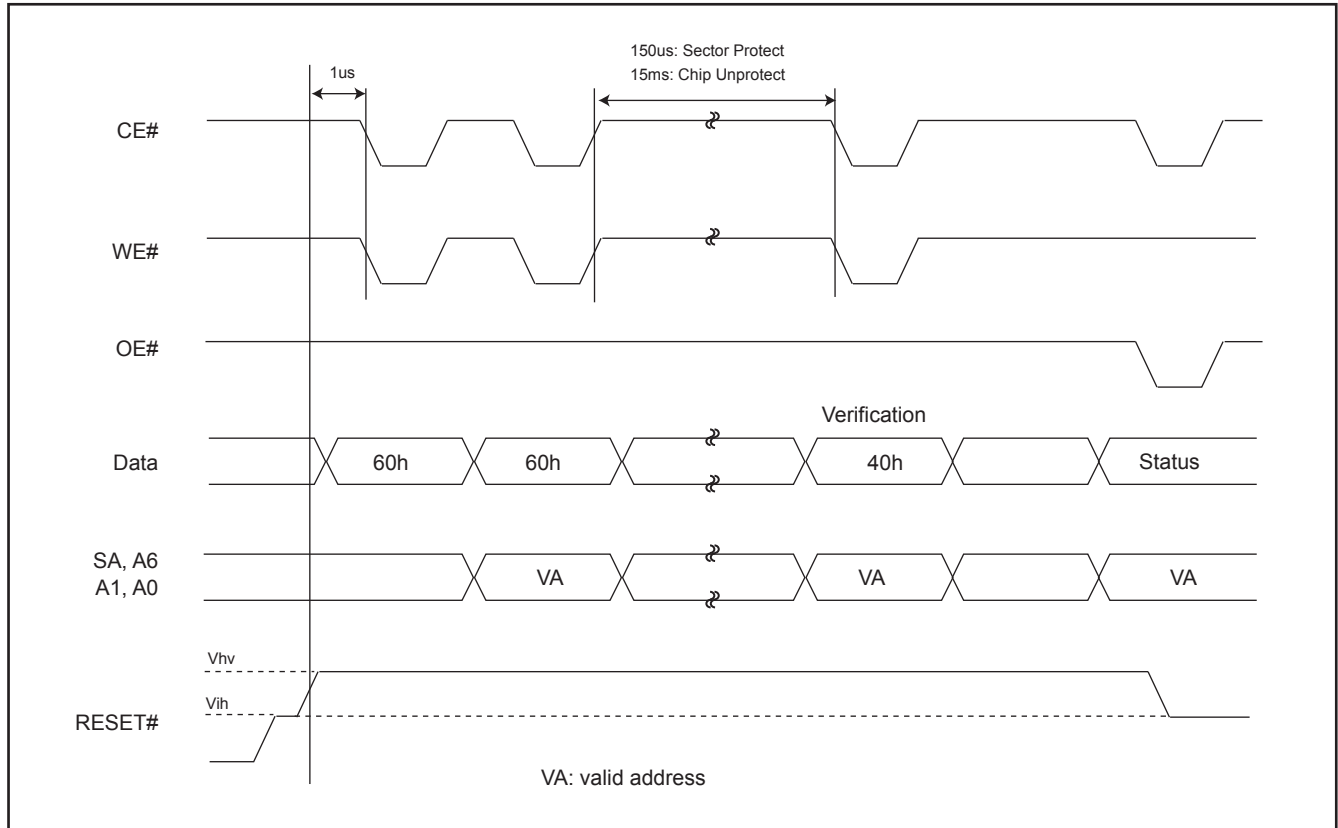 150us: Sector Protect
15ms: Chip Unprotect
1us
CE#
WE#
OE#
Verification
Data
60h
60h
40h
Status
SA, A6
A1, A0
VA
VA
VA
Vhv
Vih
RESET#
VA: valid address